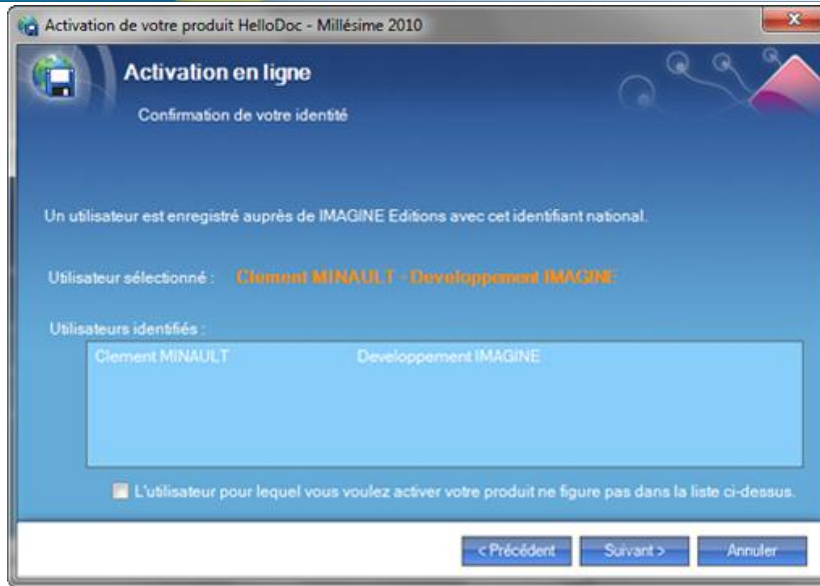 Activation de votre produit HelloDoc - Millésime 2010
Activation en ligne
Confirmation de votre identité
Un utilisateur est enregistré auprès de IMAGINE Editions avec cet identifiant national.
Utilisateur sélectionné : Clement MINAULT - Developpement IMAGINE
Utilisateurs identifiés :
Clement MINAULT Developpement IMAGINE
L'utilisateur pour lequel vous voulez activer votre produit ne figure pas dans la liste ci-dessus.
< Précédent Suivant > Annuler